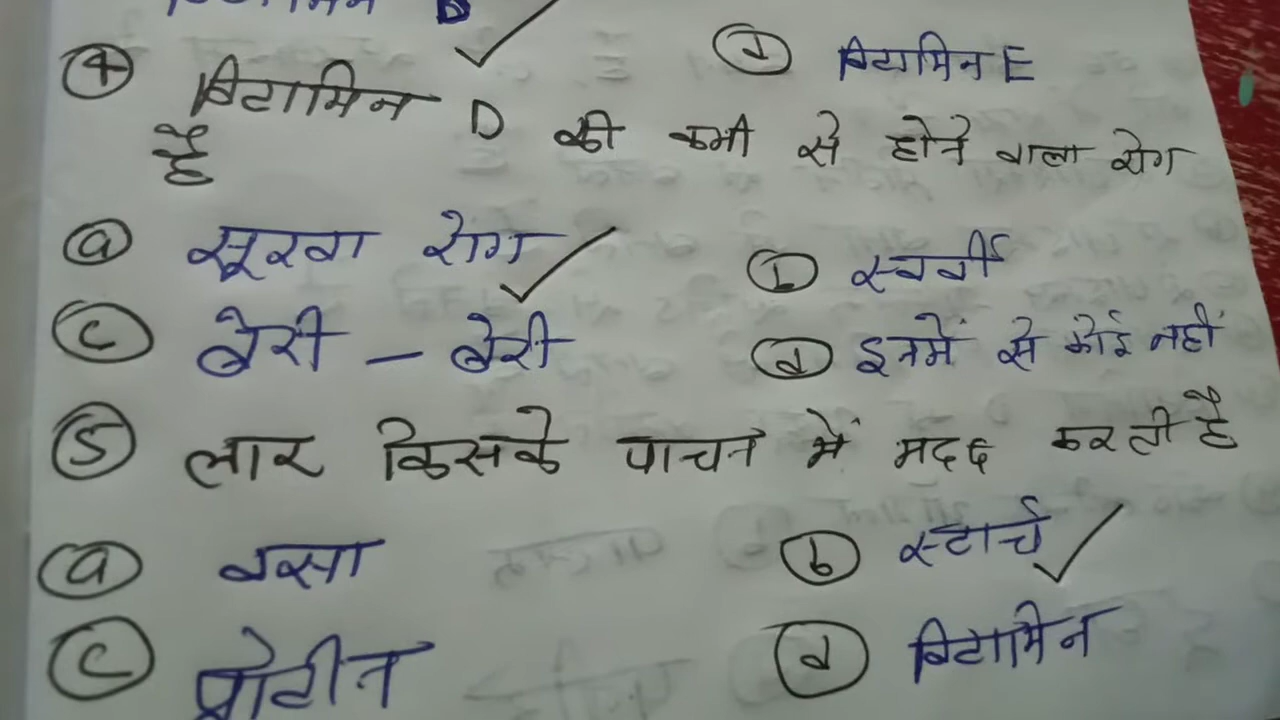 विटामिन D
(d) विटामिन E
(4) विटामिन D की कमी से होने वाला रोग
है
(a) सूखा रोग (b) स्कर्वी
(c) बेरी – बेरी (d) इनमें से कोई नहीं
(5) लार किसके पाचन में मदद करती है
(a) वसा (b) स्टार्च
(c) प्रोटीन (d) विटामिन